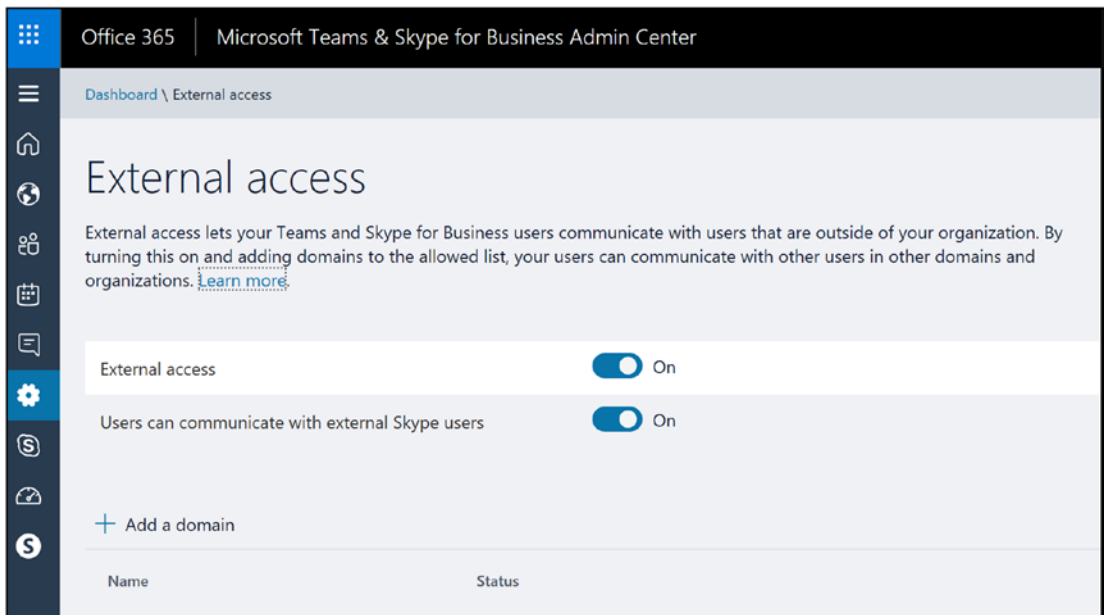 Office 365 Microsoft Teams & Skype for Business Admin Center
Dashboard \ External access
External access
External access lets your Teams and Skype for Business users communicate with users that are outside of your organization. By
turning this on and adding domains to the allowed list, your users can communicate with other users in other domains and
organizations. Learn more.
External access On
Users can communicate with external Skype users On
+ Add a domain
Name Status